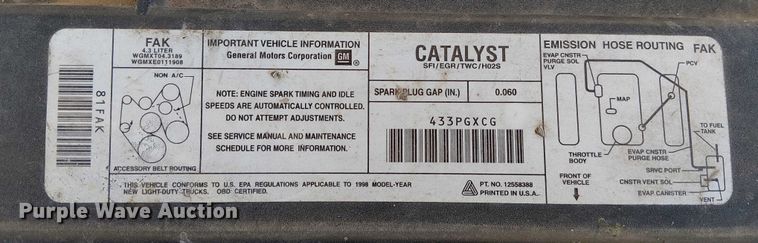 FAK
4.3 LITER
WGMXT04.3189
WGMXE0111908
NON A/C
ACCESSORY BELT ROUTING
81FAK
IMPORTANT VEHICLE INFORMATION
General Motors Corporation GM
NOTE: ENGINE SPARK TIMING AND IDLE
SPEEDS ARE AUTOMATICALLY CONTROLLED.
DO NOT ATTEMPT ADJUSTMENTS.
SEE SERVICE MANUAL AND MAINTENANCE
SCHEDULE FOR MORE INFORMATION.
CATALYST
SFI/EGR/TWC/H02S
SPARK PLUG GAP (IN.) 0.060
433PGXCG
EMISSION HOSE ROUTING FAK
EVAP CNSTR
PURGE SOL
VLV
PCV
MAP
TO FUEL
TANK
THROTTLE
BODY
EVAP CNSTR
PURGE HOSE
SRVC PORT
FRONT OF
VEHICLE
CNSTR VENT SOL
EVAP. CANISTER
VENT
THIS VEHICLE CONFORMS TO U.S. EPA REGULATIONS APPLICABLE TO 1998 MODEL-YEAR
NEW LIGHT-DUTY TRUCKS. OBD CERTIFIED.
PT. NO. 12558388
PRINTED IN U.S.A.
Purple Wave Auction